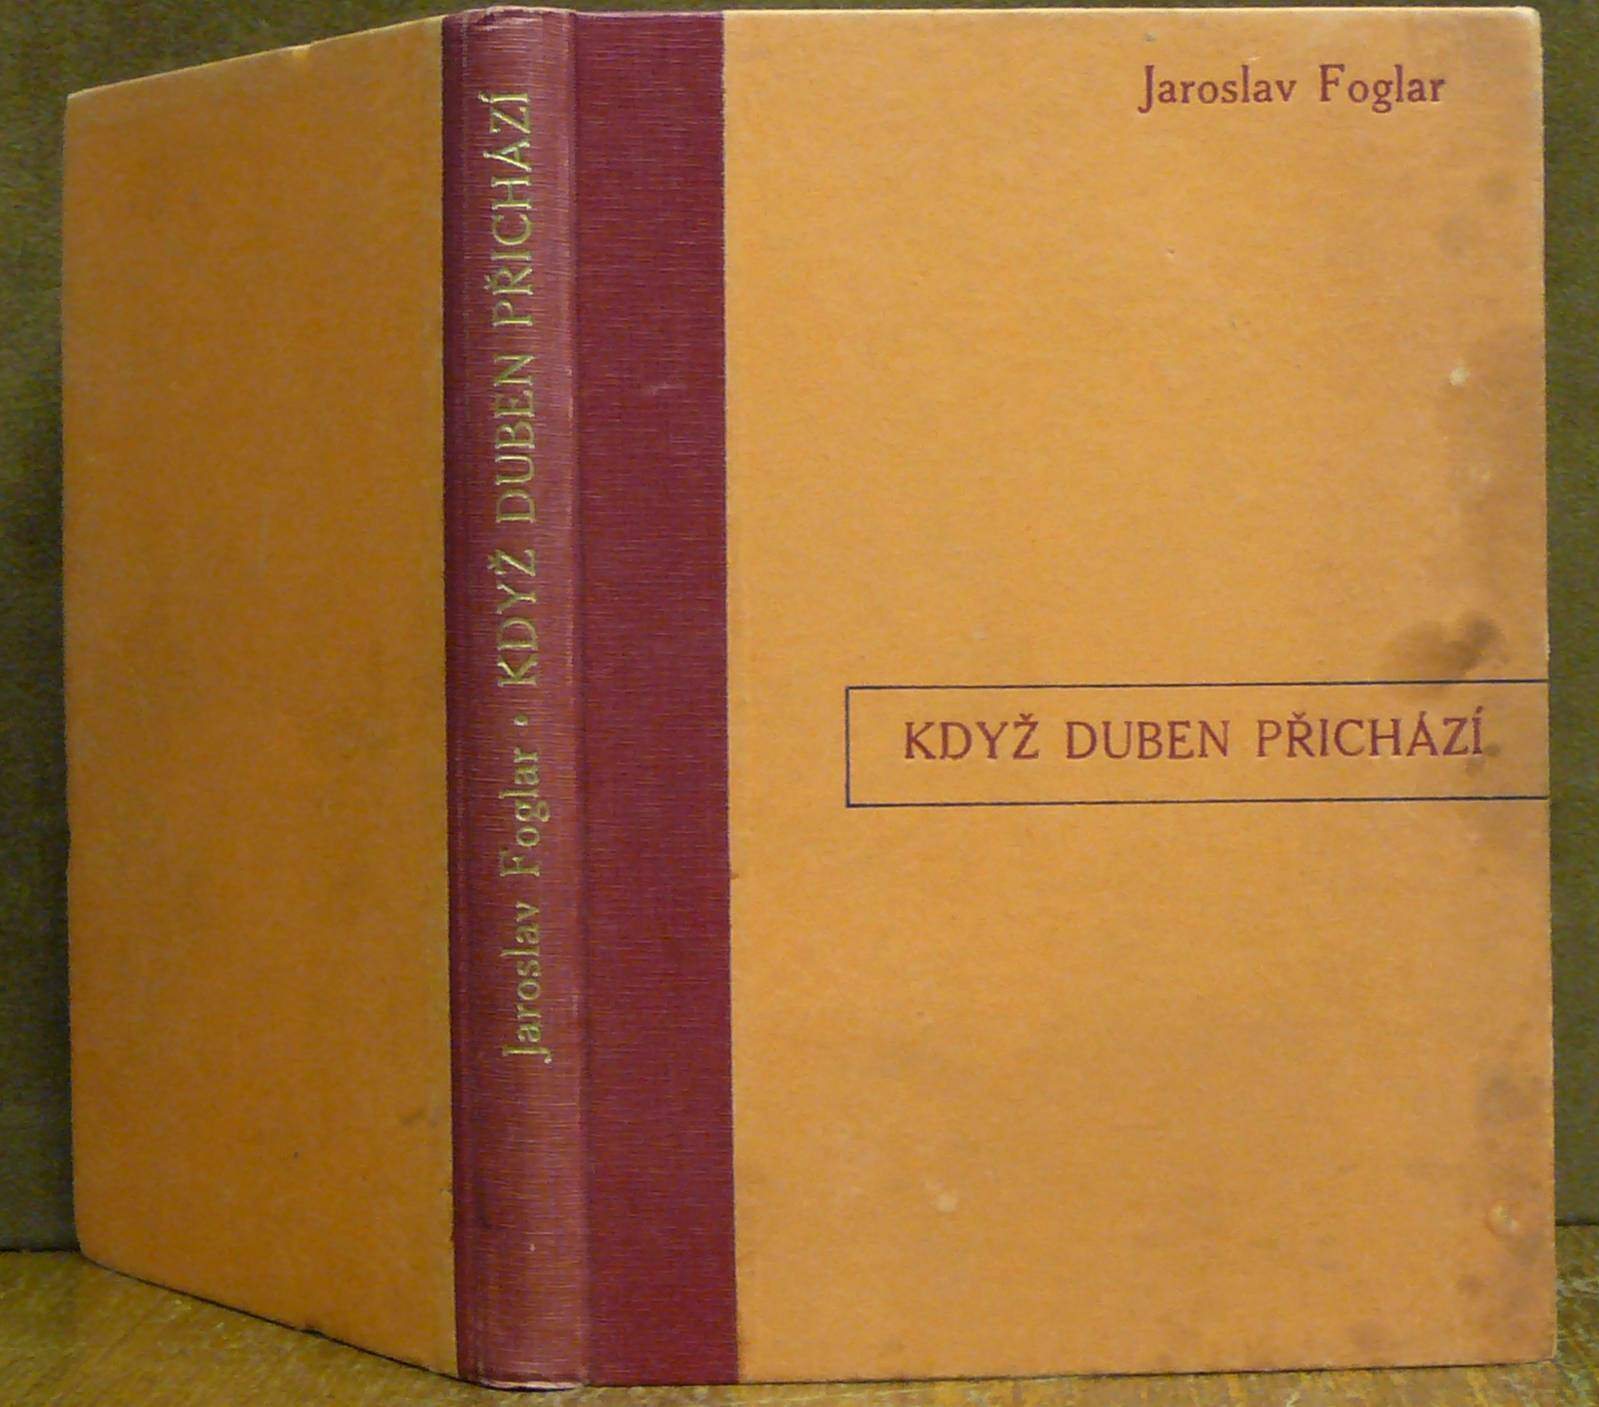 Jaroslav Foglar • KDYŽ DUBEN PŘICHÁZÍ
Jaroslav Foglar
KDYŽ DUBEN PŘICHÁZÍ